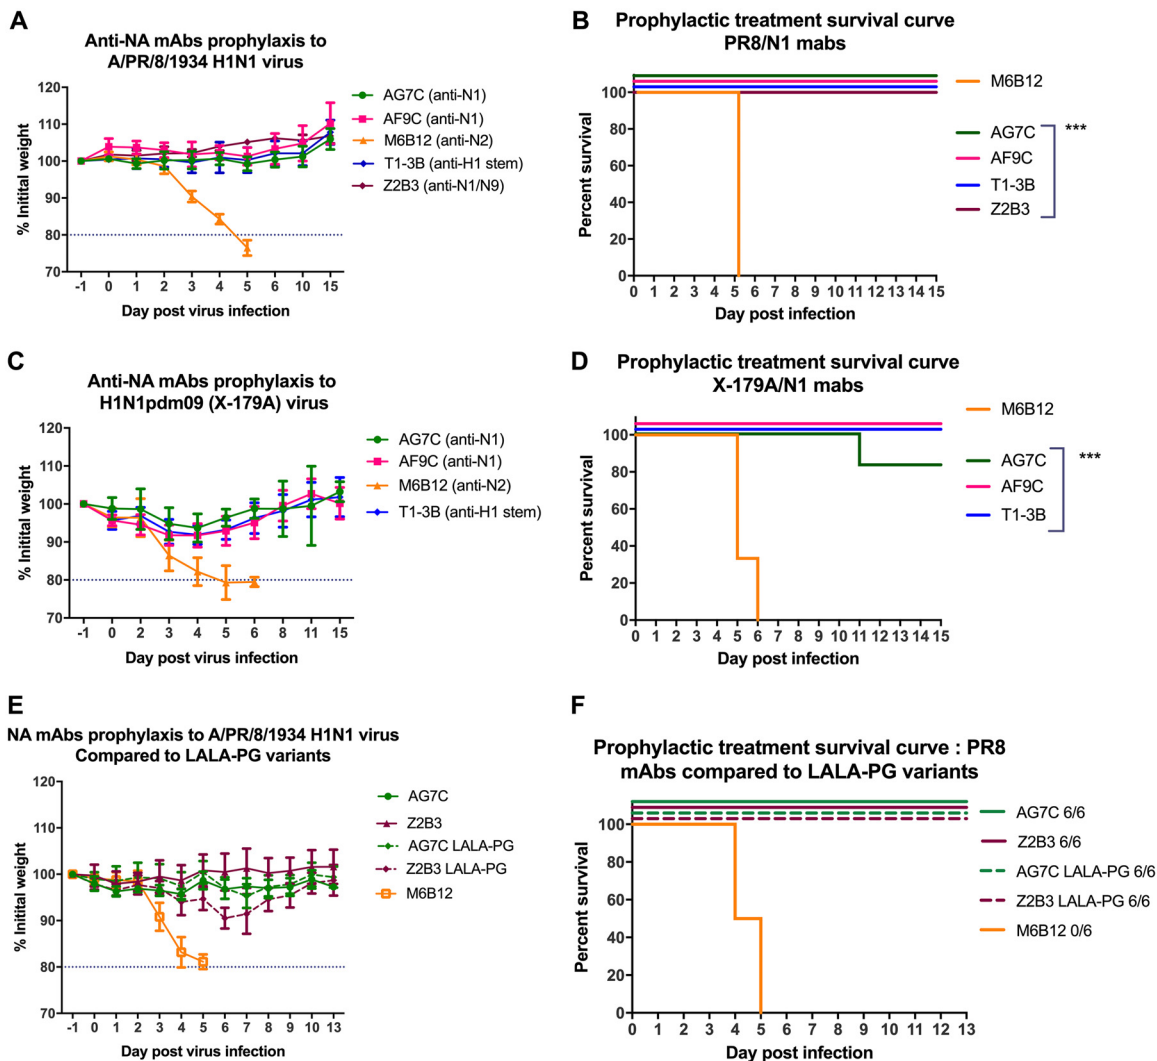 A
Anti-NA mAbs prophylaxis to
A/PR/8/1934 H1N1 virus
% Initital weight
120
110
100
90
80
70
-1 0 1 2 3 4 5 6 10 15
Day post virus infection
AG7C (anti-N1)
AF9C (anti-N1)
M6B12 (anti-N2)
T1-3B (anti-H1 stem)
Z2B3 (anti-N1/N9)
B
Prophylactic treatment survival curve
PR8/N1 mabs
Percent survival
100
80
60
40
20
0
0 1 2 3 4 5 6 7 8 9 10 11 12 13 14 15
Day post infection
M6B12
AG7C
AF9C
T1-3B
Z2B3
***
C
Anti-NA mAbs prophylaxis to
H1N1pdm09 (X-179A) virus
% Initital weight
120
110
100
90
80
70
-1 0 2 3 4 5 6 8 11 15
Day post virus infection
AG7C (anti-N1)
AF9C (anti-N1)
M6B12 (anti-N2)
T1-3B (anti-H1 stem)
D
Prophylactic treatment survival curve
X-179A/N1 mabs
Percent survival
100
80
60
40
20
0
0 1 2 3 4 5 6 7 8 9 10 11 12 13 14 15
Day post infection
M6B12
AG7C
AF9C
T1-3B
***
E
NA mAbs prophylaxis to A/PR/8/1934 H1N1 virus
Compared to LALA-PG variants
% Initital weight
120
110
100
90
80
70
-1 0 1 2 3 4 5 6 7 8 9 10 13
Day post virus infection
AG7C
Z2B3
AG7C LALA-PG
Z2B3 LALA-PG
M6B12
F
Prophylactic treatment survival curve : PR8
mAbs compared to LALA-PG variants
Percent survival
100
80
60
40
20
0
0 1 2 3 4 5 6 7 8 9 10 11 12 13
Day post infection
AG7C 6/6
Z2B3 6/6
AG7C LALA-PG 6/6
Z2B3 LALA-PG 6/6
M6B12 0/6